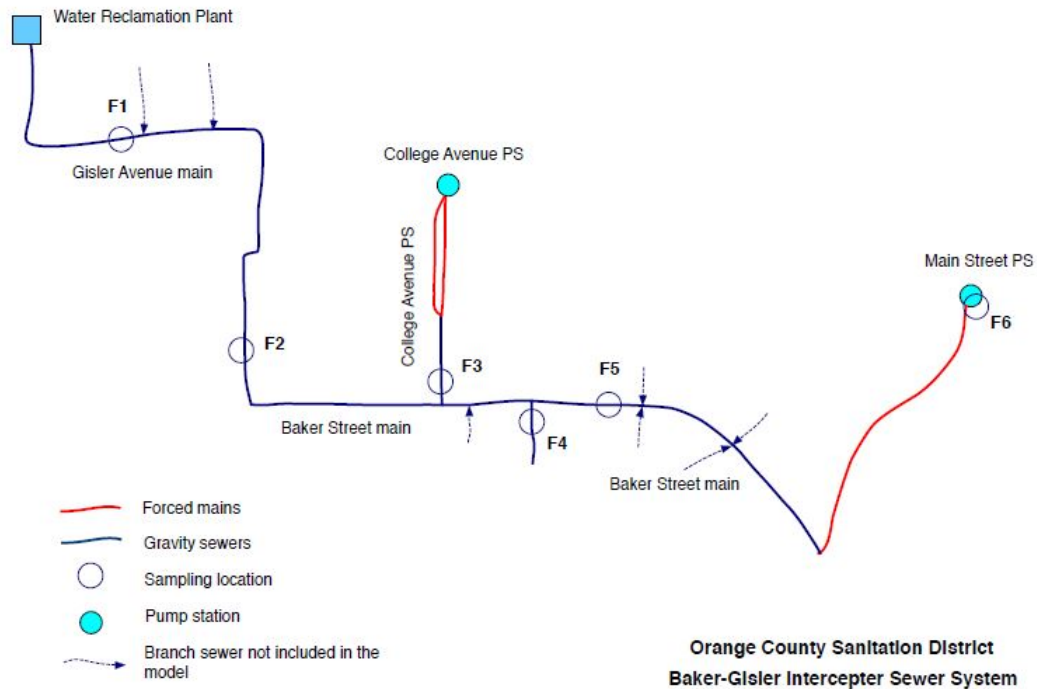 Water Reclamation Plant
F1
Gisler Avenue main
College Avenue PS
College Avenue PS
Main Street PS
F6
F2
F3
F5
Baker Street main
F4
Baker Street main
Forced mains
Gravity sewers
Sampling location
Pump station
Branch sewer not included in the
model
Orange County Sanitation District
Baker-Gisler Intercepter Sewer System